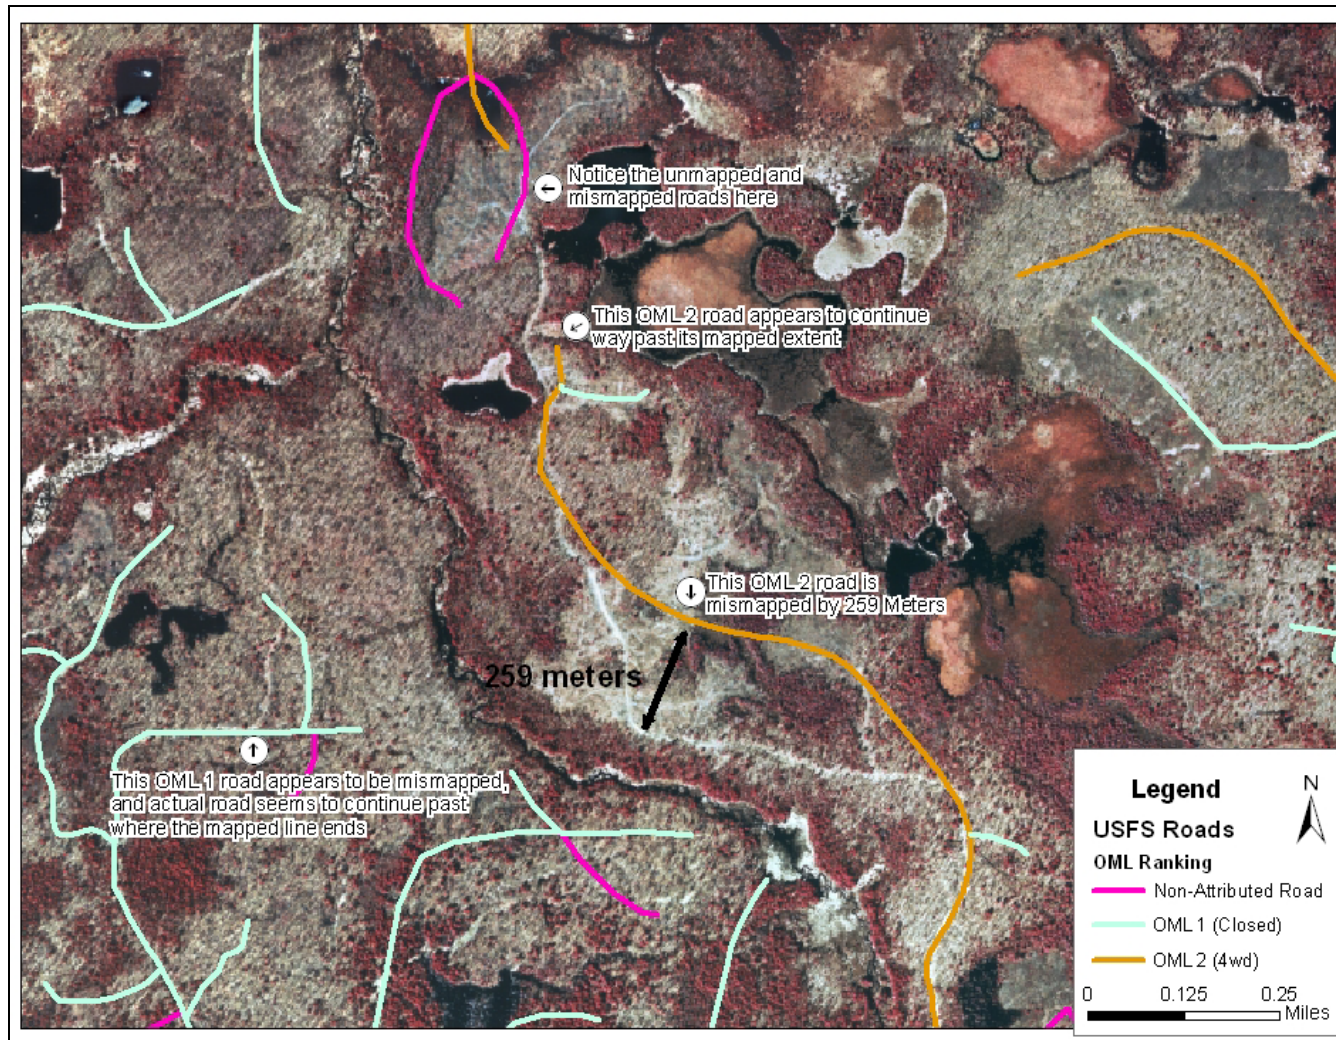 Notice the unmapped and
mismapped roads here
This OML 2 road appears to continue
way past its mapped extent
This OML 2 road is
mismapped by 259 Meters
259 meters
This OML 1 road appears to be mismapped,
and actual road seems to continue past
where the mapped line ends
Legend
N
USFS Roads
OML Ranking
Non-Attributed Road
OML 1 (Closed)
OML 2 (4wd)
0 0.125 0.25
Miles